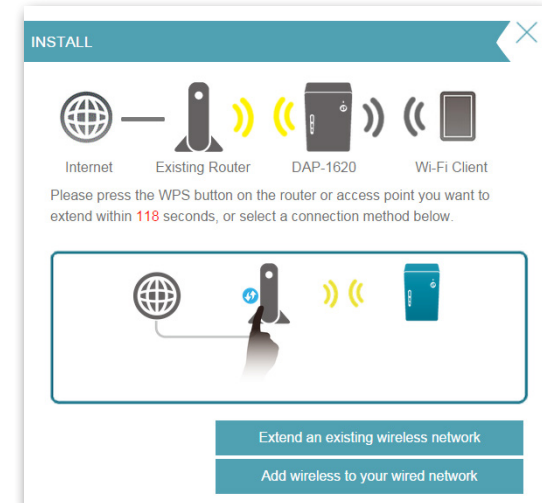 INSTALL
Internet Existing Router DAP-1620 Wi-Fi Client
Please press the WPS button on the router or access point you want to
extend within 118 seconds, or select a connection method below.
Extend an existing wireless network
Add wireless to your wired network